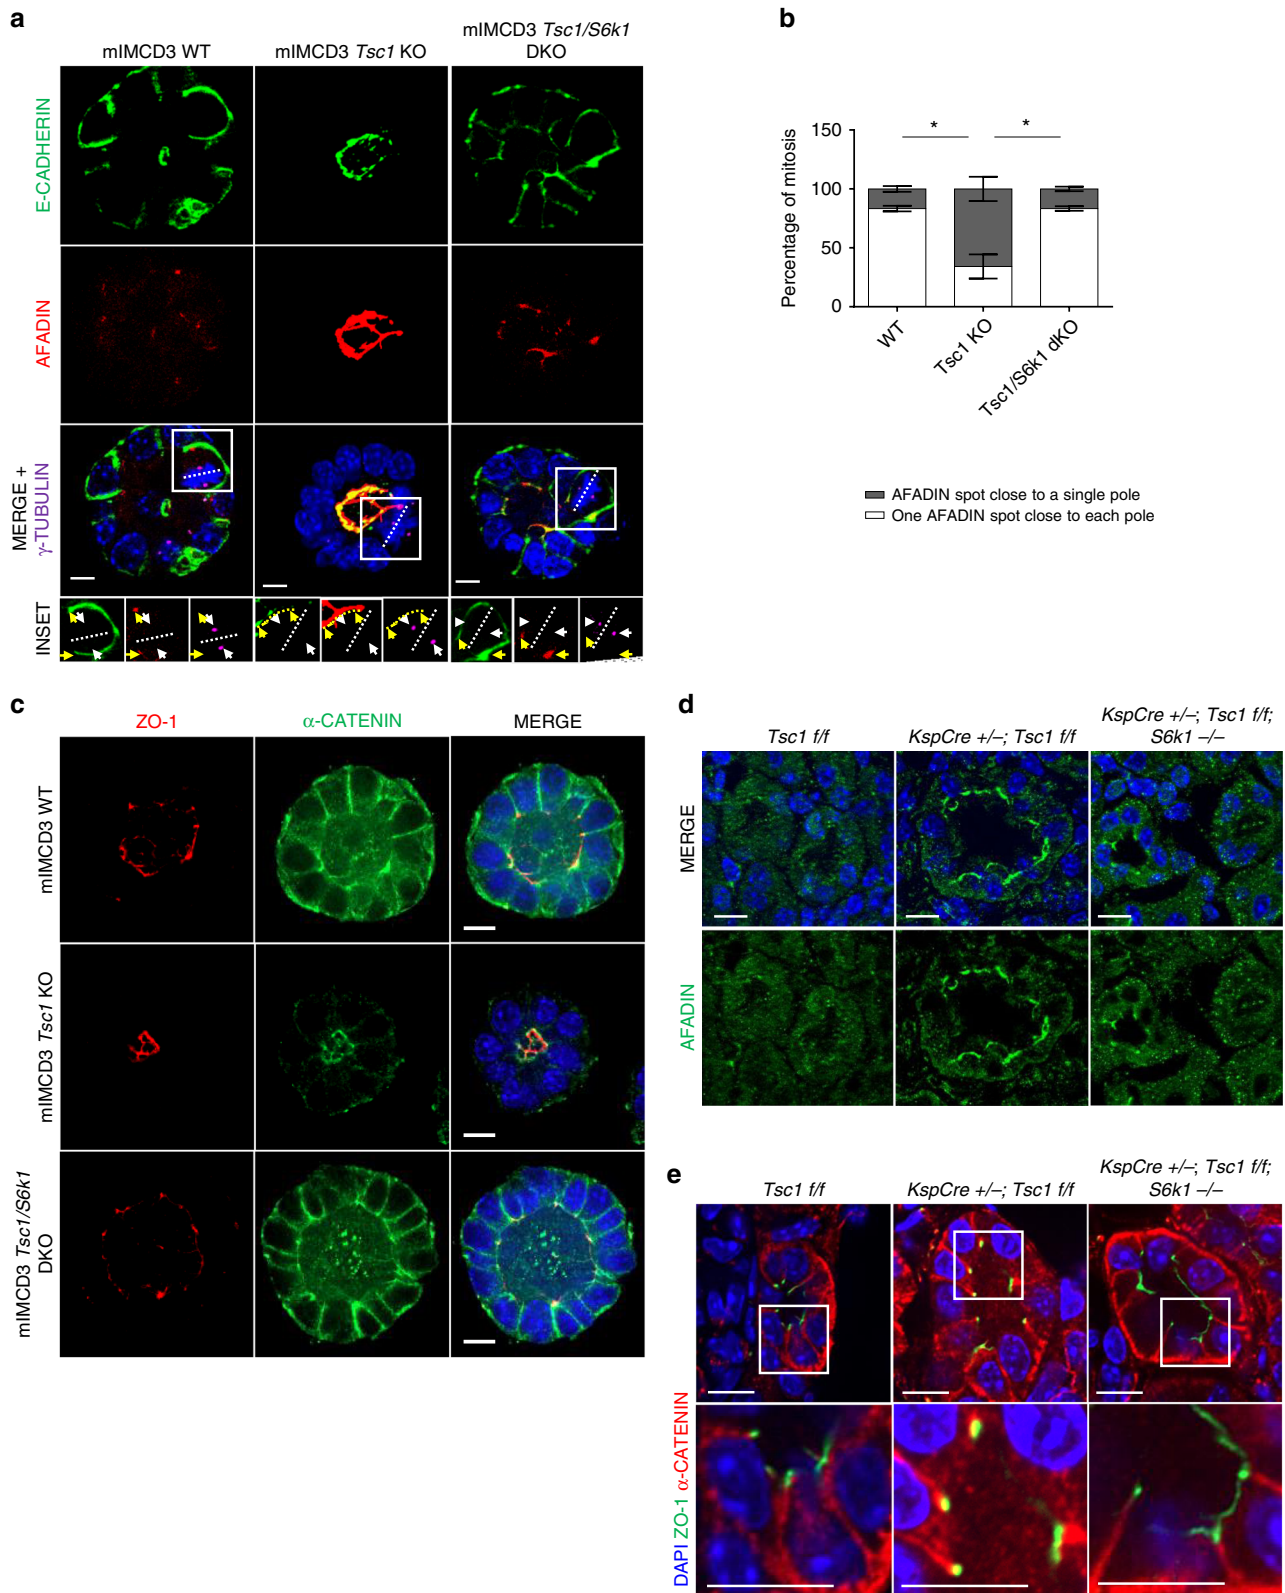 a
mIMCD3 WT
mIMCD3 Tsc1 KO
mIMCD3 Tsc1/S6k1
DKO
E-CADHERIN
AFADIN
MERGE +
γ-TUBULIN
INSET
b
Percentage of mitosis
150
100
50
0
*
*
WT
Tsc1 KO
Tsc1/S6k1 dKO
AFADIN spot close to a single pole
One AFADIN spot close to each pole
c
ZO-1
α-CATENIN
MERGE
mIMCD3 WT
mIMCD3 Tsc1 KO
mIMCD3 Tsc1/S6k1
DKO
d
Tsc1 f/f
KspCre +/–; Tsc1 f/f
KspCre +/–; Tsc1 f/f;
S6k1 –/–
MERGE
AFADIN
e
Tsc1 f/f
KspCre +/–; Tsc1 f/f
KspCre +/–; Tsc1 f/f;
S6k1 –/–
DAPI ZO-1 α-CATENIN